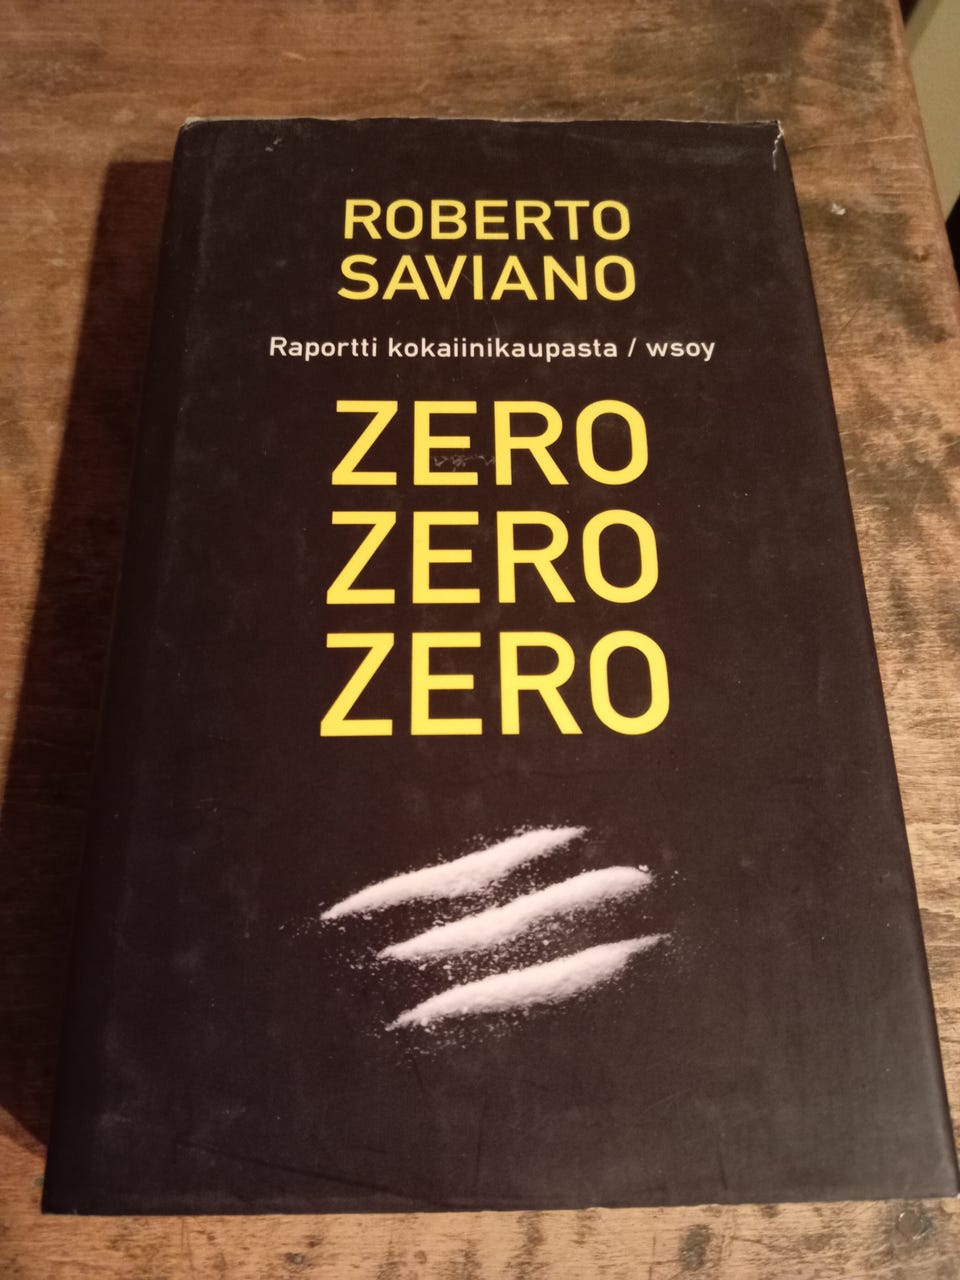 ROBERTO
SAVIANO
Raportti kokaiinikaupasta / wsoy
ZERO
ZERO
ZERO